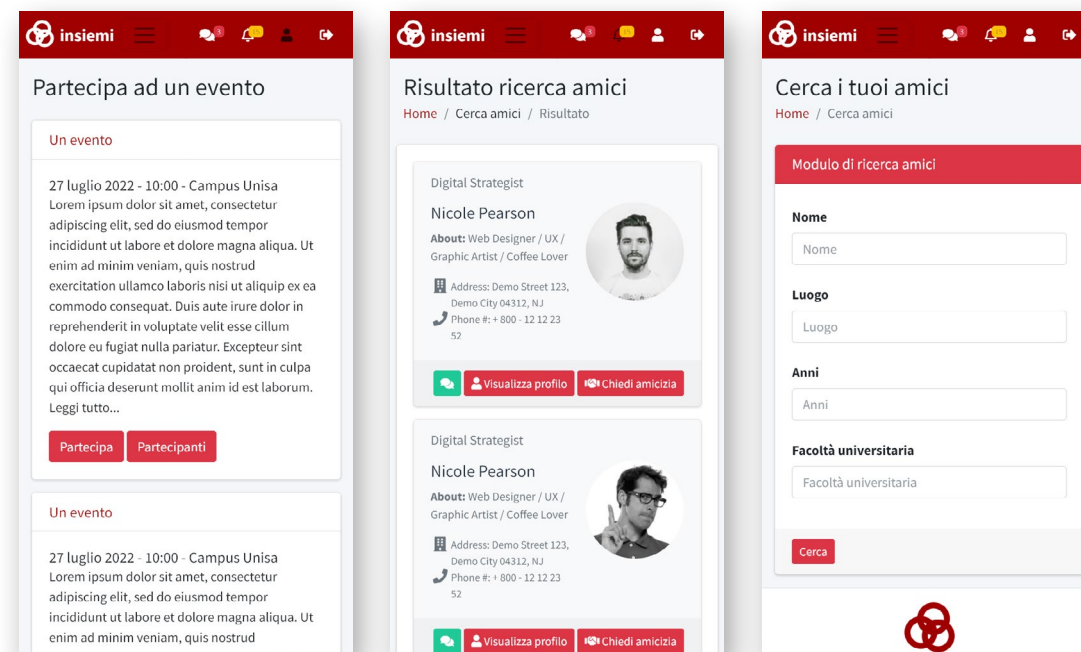 insiemi
3
15
Partecipa ad un evento
Un evento
27 luglio 2022 - 10:00 - Campus Unisa
Lorem ipsum dolor sit amet, consectetur
adipiscing elit, sed do eiusmod tempor
incididunt ut labore et dolore magna aliqua. Ut
enim ad minim veniam, quis nostrud
exercitation ullamco laboris nisi ut aliquip ex ea
commodo consequat. Duis aute irure dolor in
reprehenderit in voluptate velit esse cillum
dolore eu fugiat nulla pariatur. Excepteur sint
occaecat cupidatat non proident, sunt in culpa
qui officia deserunt mollit anim id est laborum.
Leggi tutto...
Partecipa Partecipanti
Un evento
27 luglio 2022 - 10:00 - Campus Unisa
Lorem ipsum dolor sit amet, consectetur
adipiscing elit, sed do eiusmod tempor
incididunt ut labore et dolore magna aliqua. Ut
enim ad minim veniam, quis nostrud
insiemi
3
15
Risultato ricerca amici
Home / Cerca amici / Risultato
Digital Strategist
Nicole Pearson
About: Web Designer / UX /
Graphic Artist / Coffee Lover
Address: Demo Street 123,
Demo City 04312, NJ
Phone #: + 800 - 12 12 23
52
Visualizza profilo Chiedi amicizia
Digital Strategist
Nicole Pearson
About: Web Designer / UX /
Graphic Artist / Coffee Lover
Address: Demo Street 123,
Demo City 04312, NJ
Phone #: + 800 - 12 12 23
52
Visualizza profilo Chiedi amicizia
insiemi
3
15
Cerca i tuoi amici
Home / Cerca amici
Modulo di ricerca amici
Nome
Nome
Luogo
Luogo
Anni
Anni
Facoltà universitaria
Facoltà universitaria
Cerca